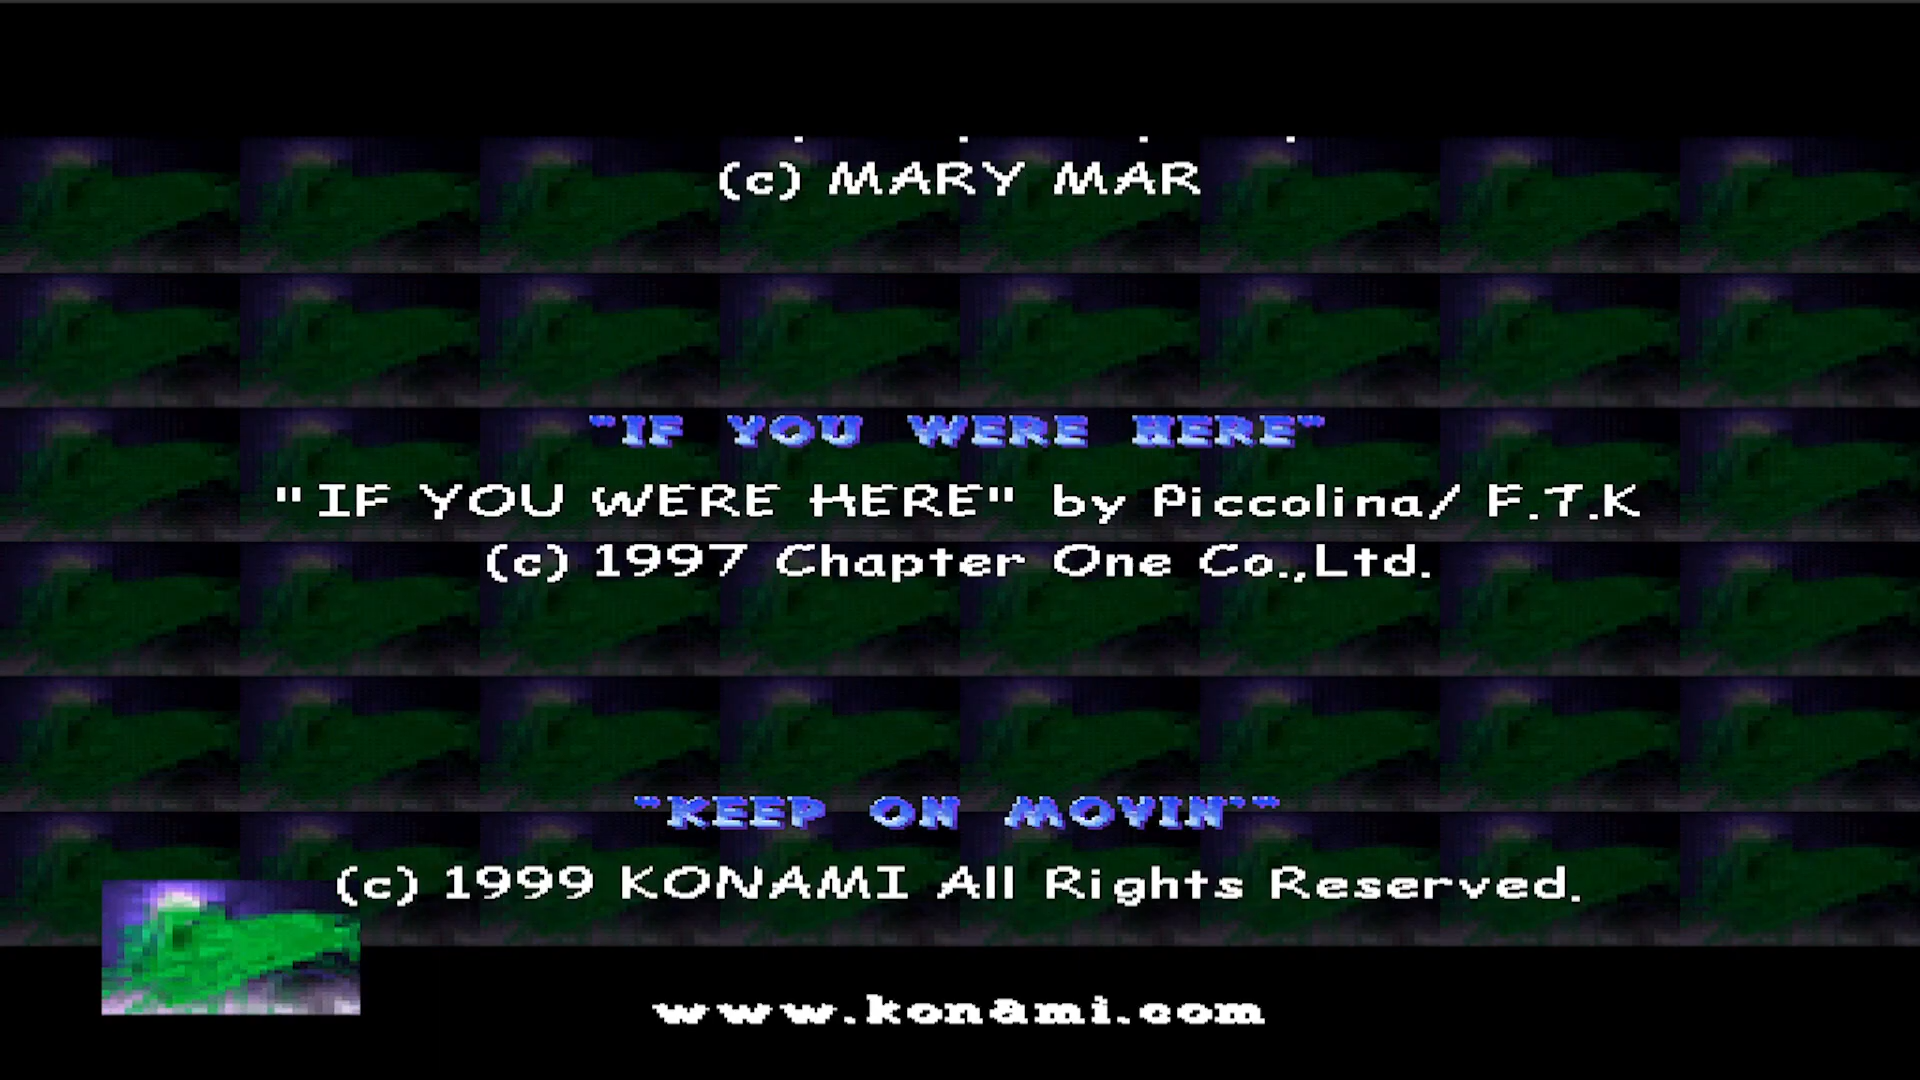 (c) MARY MAR
"IF YOU WERE HERE"
"IF YOU WERE HERE" by Piccolina/ F.T.K
(c) 1997 Chapter One Co.,Ltd.
"KEEP ON MOVIN'"
(c) 1999 KONAMI All Rights Reserved.
www.konami.com